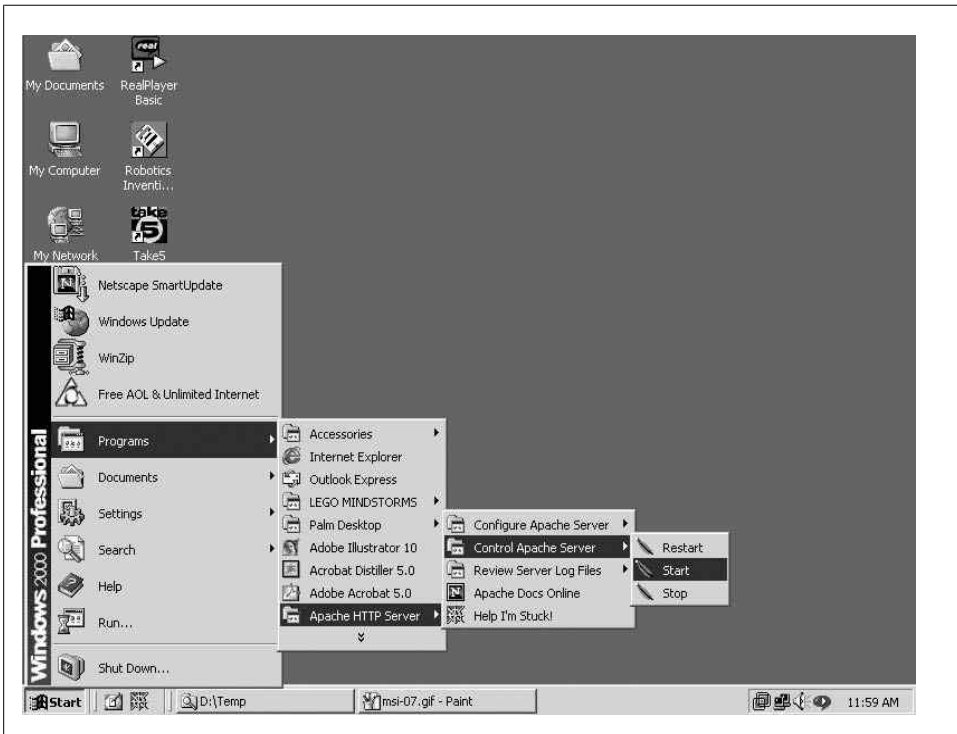 real
My Documents
RealPlayer
Basic
My Computer
Robotics
Inventi...
take
5
My Network
Take5
Netscape SmartUpdate
Windows Update
WinZip
Free AOL & Unlimited Internet
Programs
Documents
Settings
Search
Help
Run...
Shut Down...
Windows 2000 Professional
Accessories
Internet Explorer
Outlook Express
LEGO MINDSTORMS
Palm Desktop
Adobe Illustrator 10
Acrobat Distiller 5.0
Adobe Acrobat 5.0
Apache HTTP Server
Configure Apache Server
Control Apache Server
Review Server Log Files
Apache Docs Online
Help I'm Stuck!
Restart
Start
Stop
Start
D:\Temp
msi-07.gif - Paint
11:59 AM